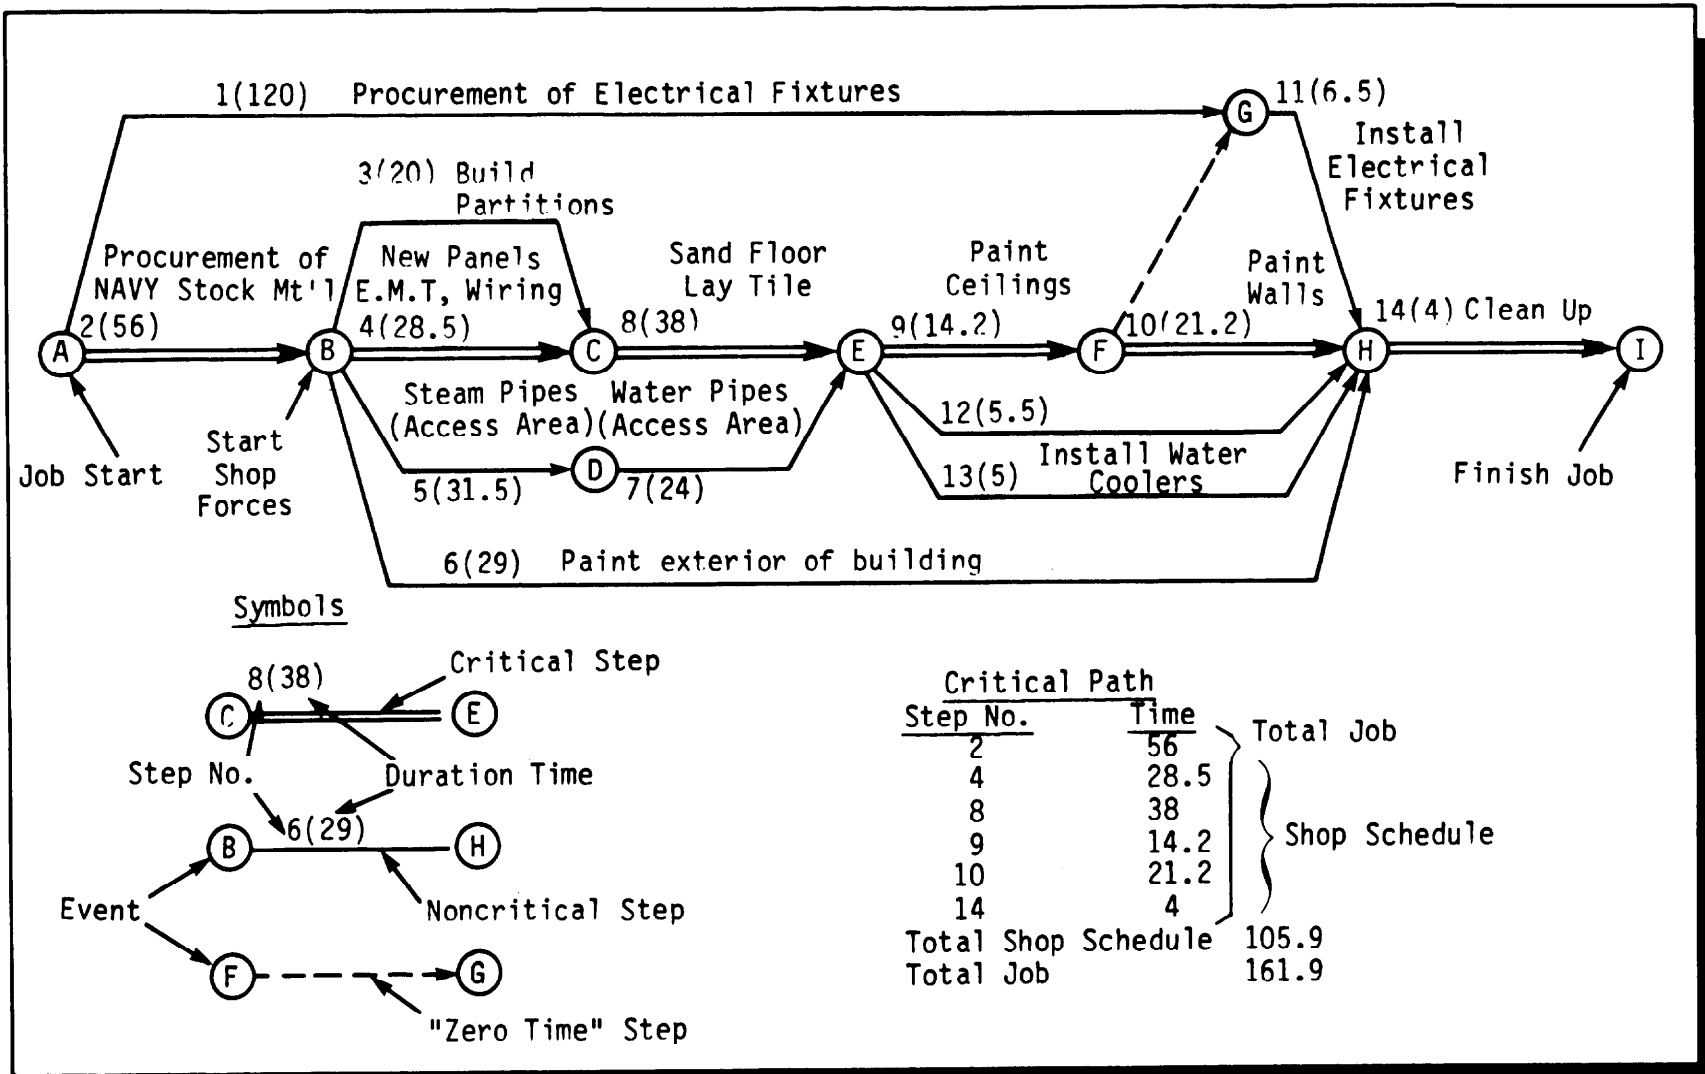 1(120) Procurement of Electrical Fixtures
G
11(6.5)
Install
Electrical
Fixtures
3(20) Build
Partitions
Procurement of
NAVY Stock Mt'l
2(56)
New Panels
E.M.T, Wiring
4(28.5)
Sand Floor
Lay Tile
8(38)
Paint
Ceilings
9(14.2)
Paint
Walls
10(21.2)
14(4) Clean Up
A
B
C
E
F
H
I
Steam Pipes
(Access Area)
Water Pipes
(Access Area)
12(5.5)
Job Start
Start
Shop
Forces
D
5(31.5)
7(24)
Install Water
Coolers
13(5)
Finish Job
6(29) Paint exterior of building
Symbols
8(38)
Critical Step
C
E
Step No.
Duration Time
6(29)
B
H
Event
Noncritical Step
F
G
"Zero Time" Step
Critical Path
Step No. Time
2 56
4 28.5
8 38
9 14.2
10 21.2
14 4
Total Job
Shop Schedule
Total Shop Schedule 105.9
Total Job 161.9